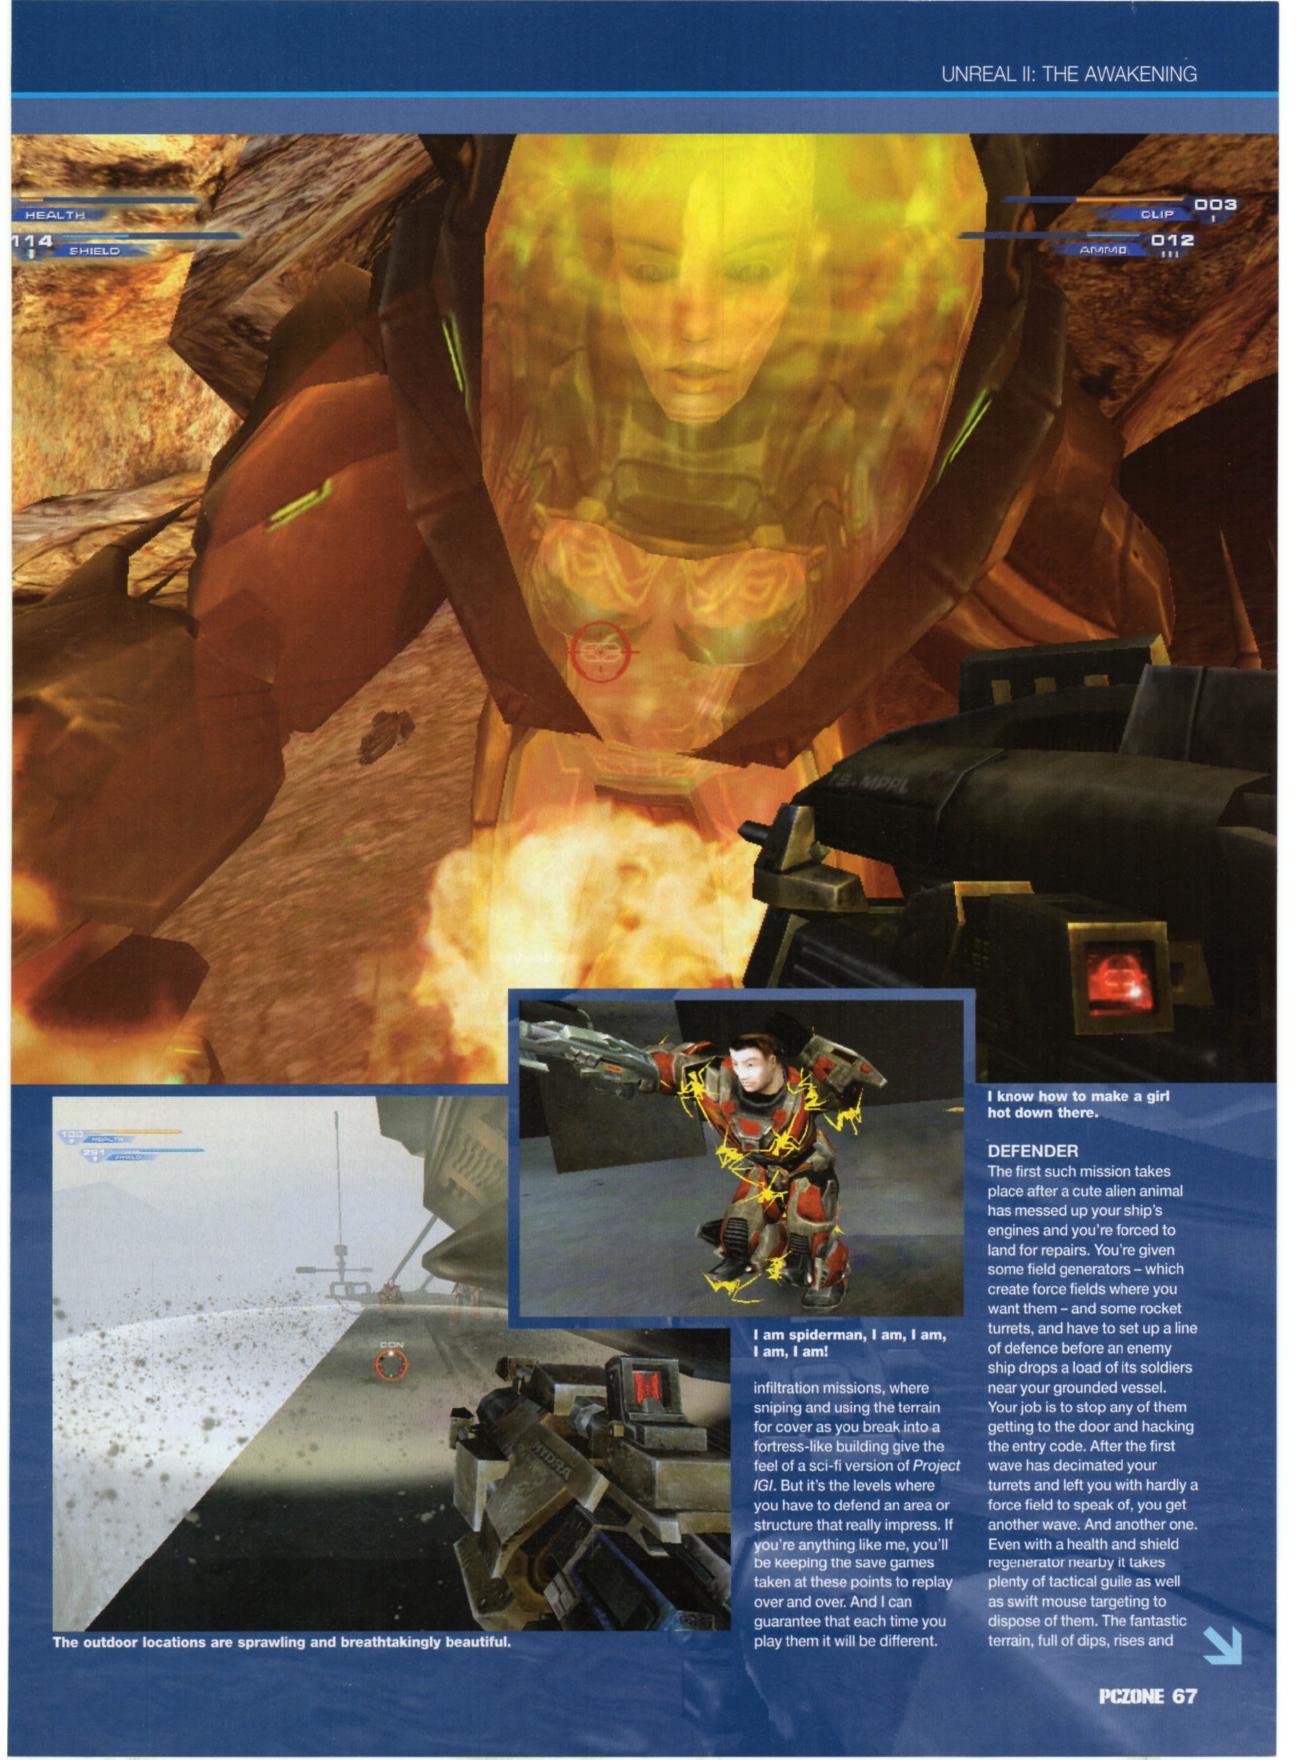 UNREAL II: THE AWAKENING
HEALTH
114
SHIELD
003
CLIP
012
AMMO
TS-MPRL
I know how to make a girl
hot down there.
100
HEALTH
291
SHIELD
CON
HYDRA
The outdoor locations are sprawling and breathtakingly beautiful.
I am spiderman, I am, I am,
I am, I am!
infiltration missions, where
sniping and using the terrain
for cover as you break into a
fortress-like building give the
feel of a sci-fi version of Project
IGI. But it's the levels where
you have to defend an area or
structure that really impress. If
you're anything like me, you'll
be keeping the save games
taken at these points to replay
over and over. And I can
guarantee that each time you
play them it will be different.
DEFENDER
The first such mission takes
place after a cute alien animal
has messed up your ship's
engines and you're forced to
land for repairs. You're given
some field generators – which
create force fields where you
want them – and some rocket
turrets, and have to set up a line
of defence before an enemy
ship drops a load of its soldiers
near your grounded vessel.
Your job is to stop any of them
getting to the door and hacking
the entry code. After the first
wave has decimated your
turrets and left you with hardly a
force field to speak of, you get
another wave. And another one.
Even with a health and shield
regenerator nearby it takes
plenty of tactical guile as well
as swift mouse targeting to
dispose of them. The fantastic
terrain, full of dips, rises and
PCZONE 67